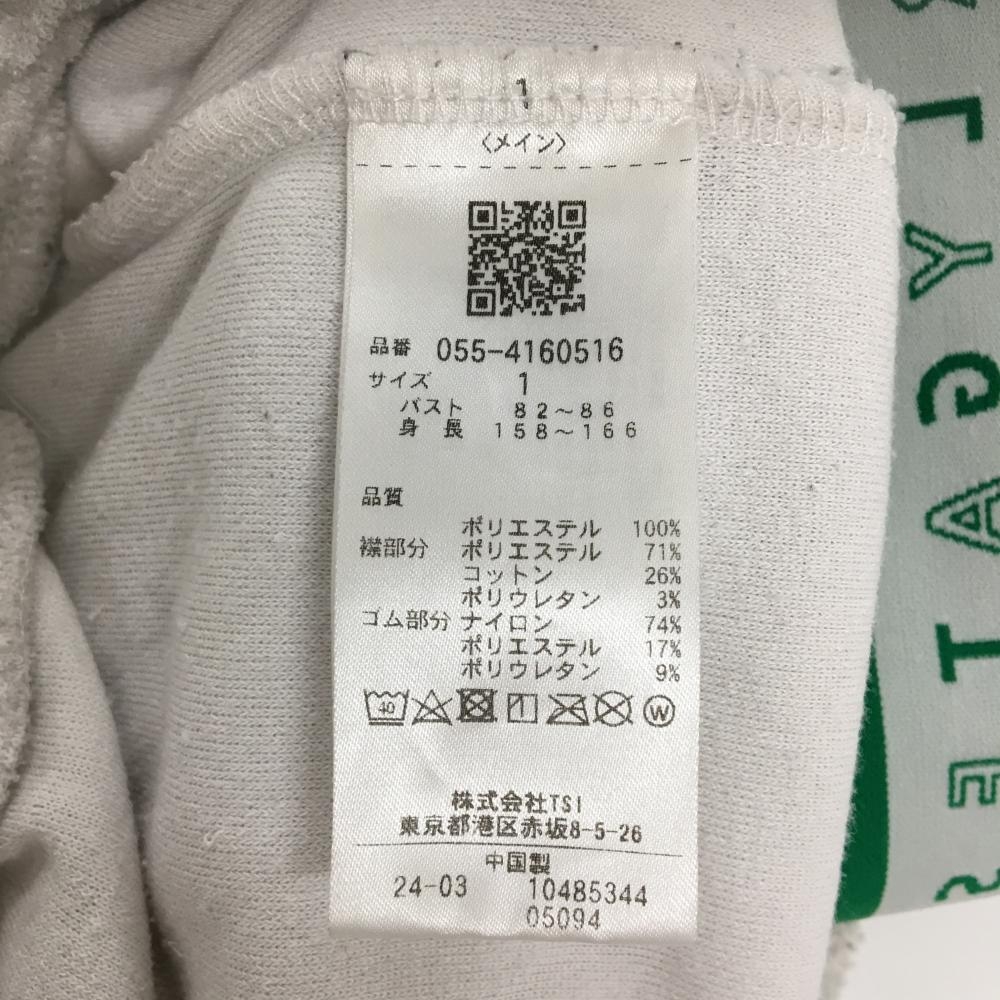 1
〈メイン〉
品番 055-4160516
サイズ 1
バスト 82～86
身長 158～166
品質
ポリエステル 100%
襟部分 ポリエステル 71%
コットン 26%
ポリウレタン 3%
ゴム部分 ナイロン 74%
ポリエステル 17%
ポリウレタン 9%
40
W
株式会社TSI
東京都港区赤坂8-5-26
中国製
24-03 10485344
05094